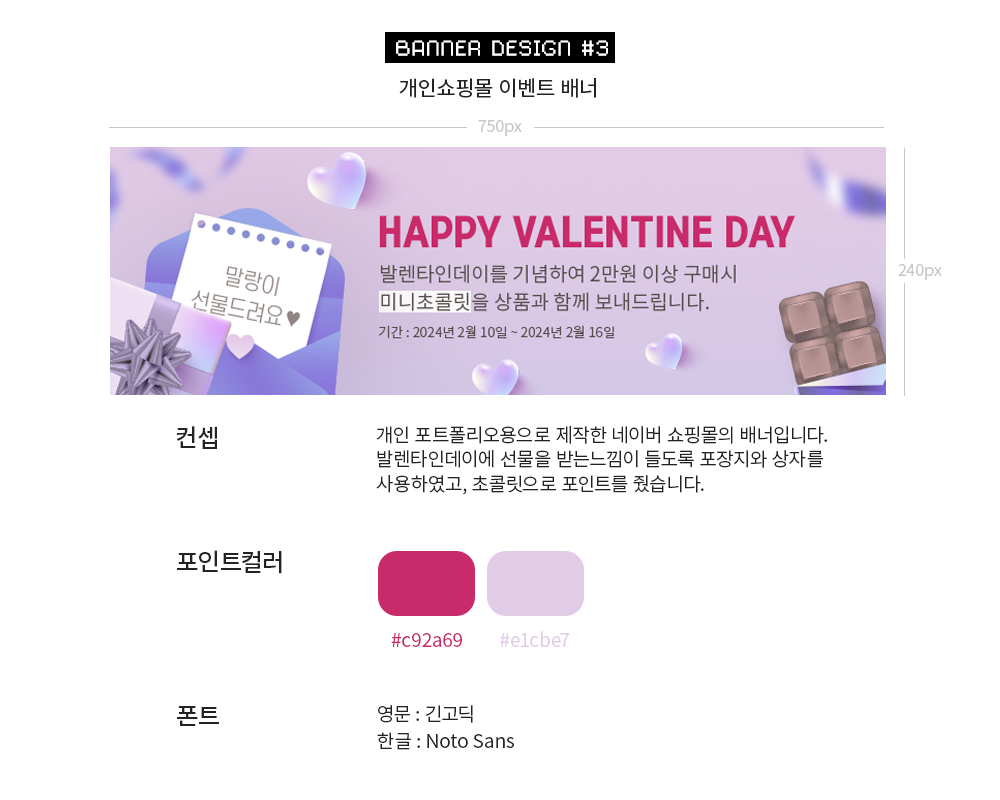 BANNER DESIGN #3
개인쇼핑몰 이벤트 배너
750px
240px
말랑이
선물드려요♥
HAPPY VALENTINE DAY
발렌타인데이를 기념하여 2만원 이상 구매시
미니초콜릿을 상품과 함께 보내드립니다.
기간 : 2024년 2월 10일 ~ 2024년 2월 16일
컨셉
개인 포트폴리오용으로 제작한 네이버 쇼핑몰의 배너입니다.
발렌타인데이에 선물을 받는느낌이 들도록 포장지와 상자를
사용하였고, 초콜릿으로 포인트를 줬습니다.
포인트컬러
#c92a69
#e1cbe7
폰트
영문 : 긴고딕
한글 : Noto Sans